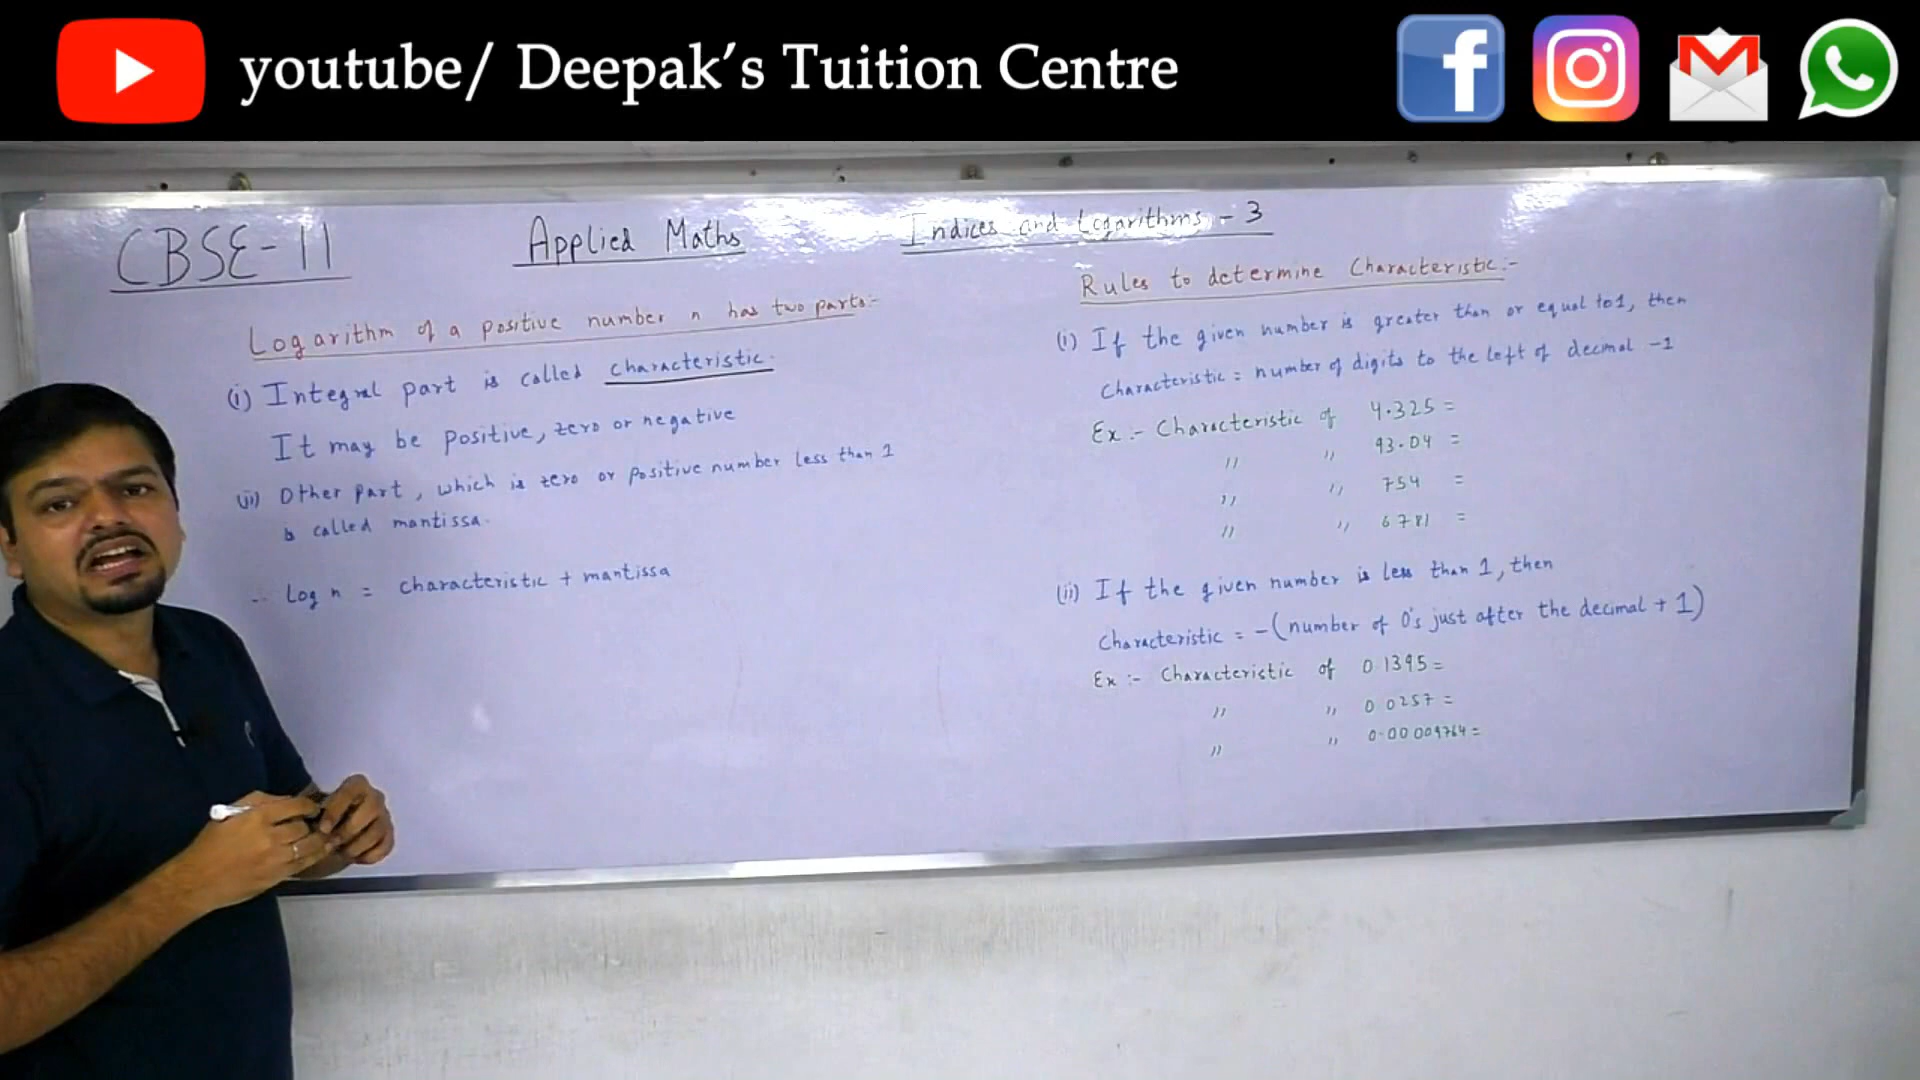 youtube/ Deepak’s Tuition Centre
CBSE-11
Applied Maths
Indices and Logarithms - 3
Logarithm of a positive number n has two parts:-
(i) Integral part is called characteristic.
It may be positive, zero or negative
(ii) Other part, which is zero or positive number less than 1
is called mantissa.
∴ Log n = characteristic + mantissa
Rules to determine Characteristic:-
(i) If the given number is greater than or equal to 1, then
Characteristic = number of digits to the left of decimal -1
Ex :- Characteristic of 4.325 =
" " 93.04 =
" " 754 =
" " 6781 =
(ii) If the given number is less than 1, then
Characteristic = -(number of 0's just after the decimal + 1)
Ex :- Characteristic of 0.1395 =
" " 0.0257 =
" " 0.00009764 =